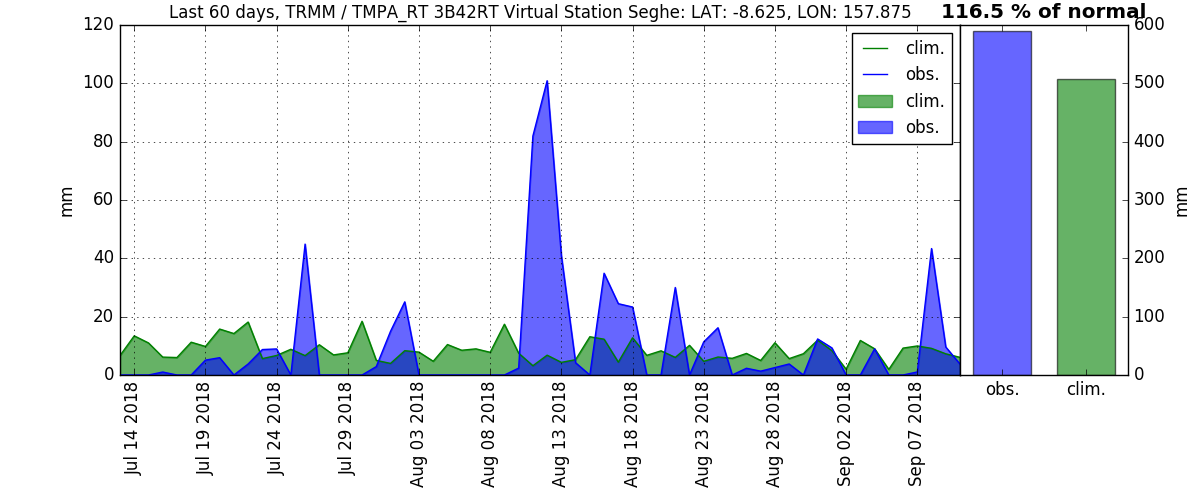 Last 60 days, TRMM / TMPA_RT 3B42RT Virtual Station Seghe: LAT: -8.625, LON: 157.875
116.5 % of normal
120
100
80
60
40
20
0
mm
clim.
obs.
clim.
obs.
600
500
400
300
200
100
0
mm
obs.
clim.
Jul 14 2018
Jul 19 2018
Jul 24 2018
Jul 29 2018
Aug 03 2018
Aug 08 2018
Aug 13 2018
Aug 18 2018
Aug 23 2018
Aug 28 2018
Sep 02 2018
Sep 07 2018